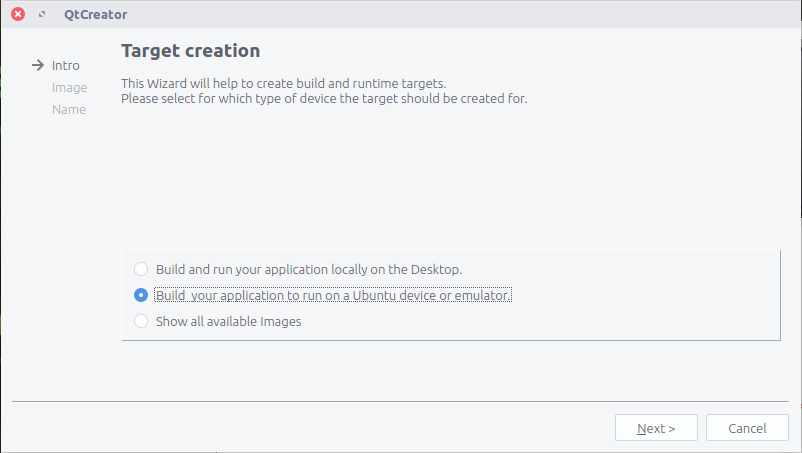 QtCreator
Target creation
Intro
Image
Name
This Wizard will help to create build and runtime targets.
Please select for which type of device the target should be created for.
Build and run your application locally on the Desktop.
Build  your application to run on a Ubuntu device or emulator.
Show all available Images
Next >
Cancel